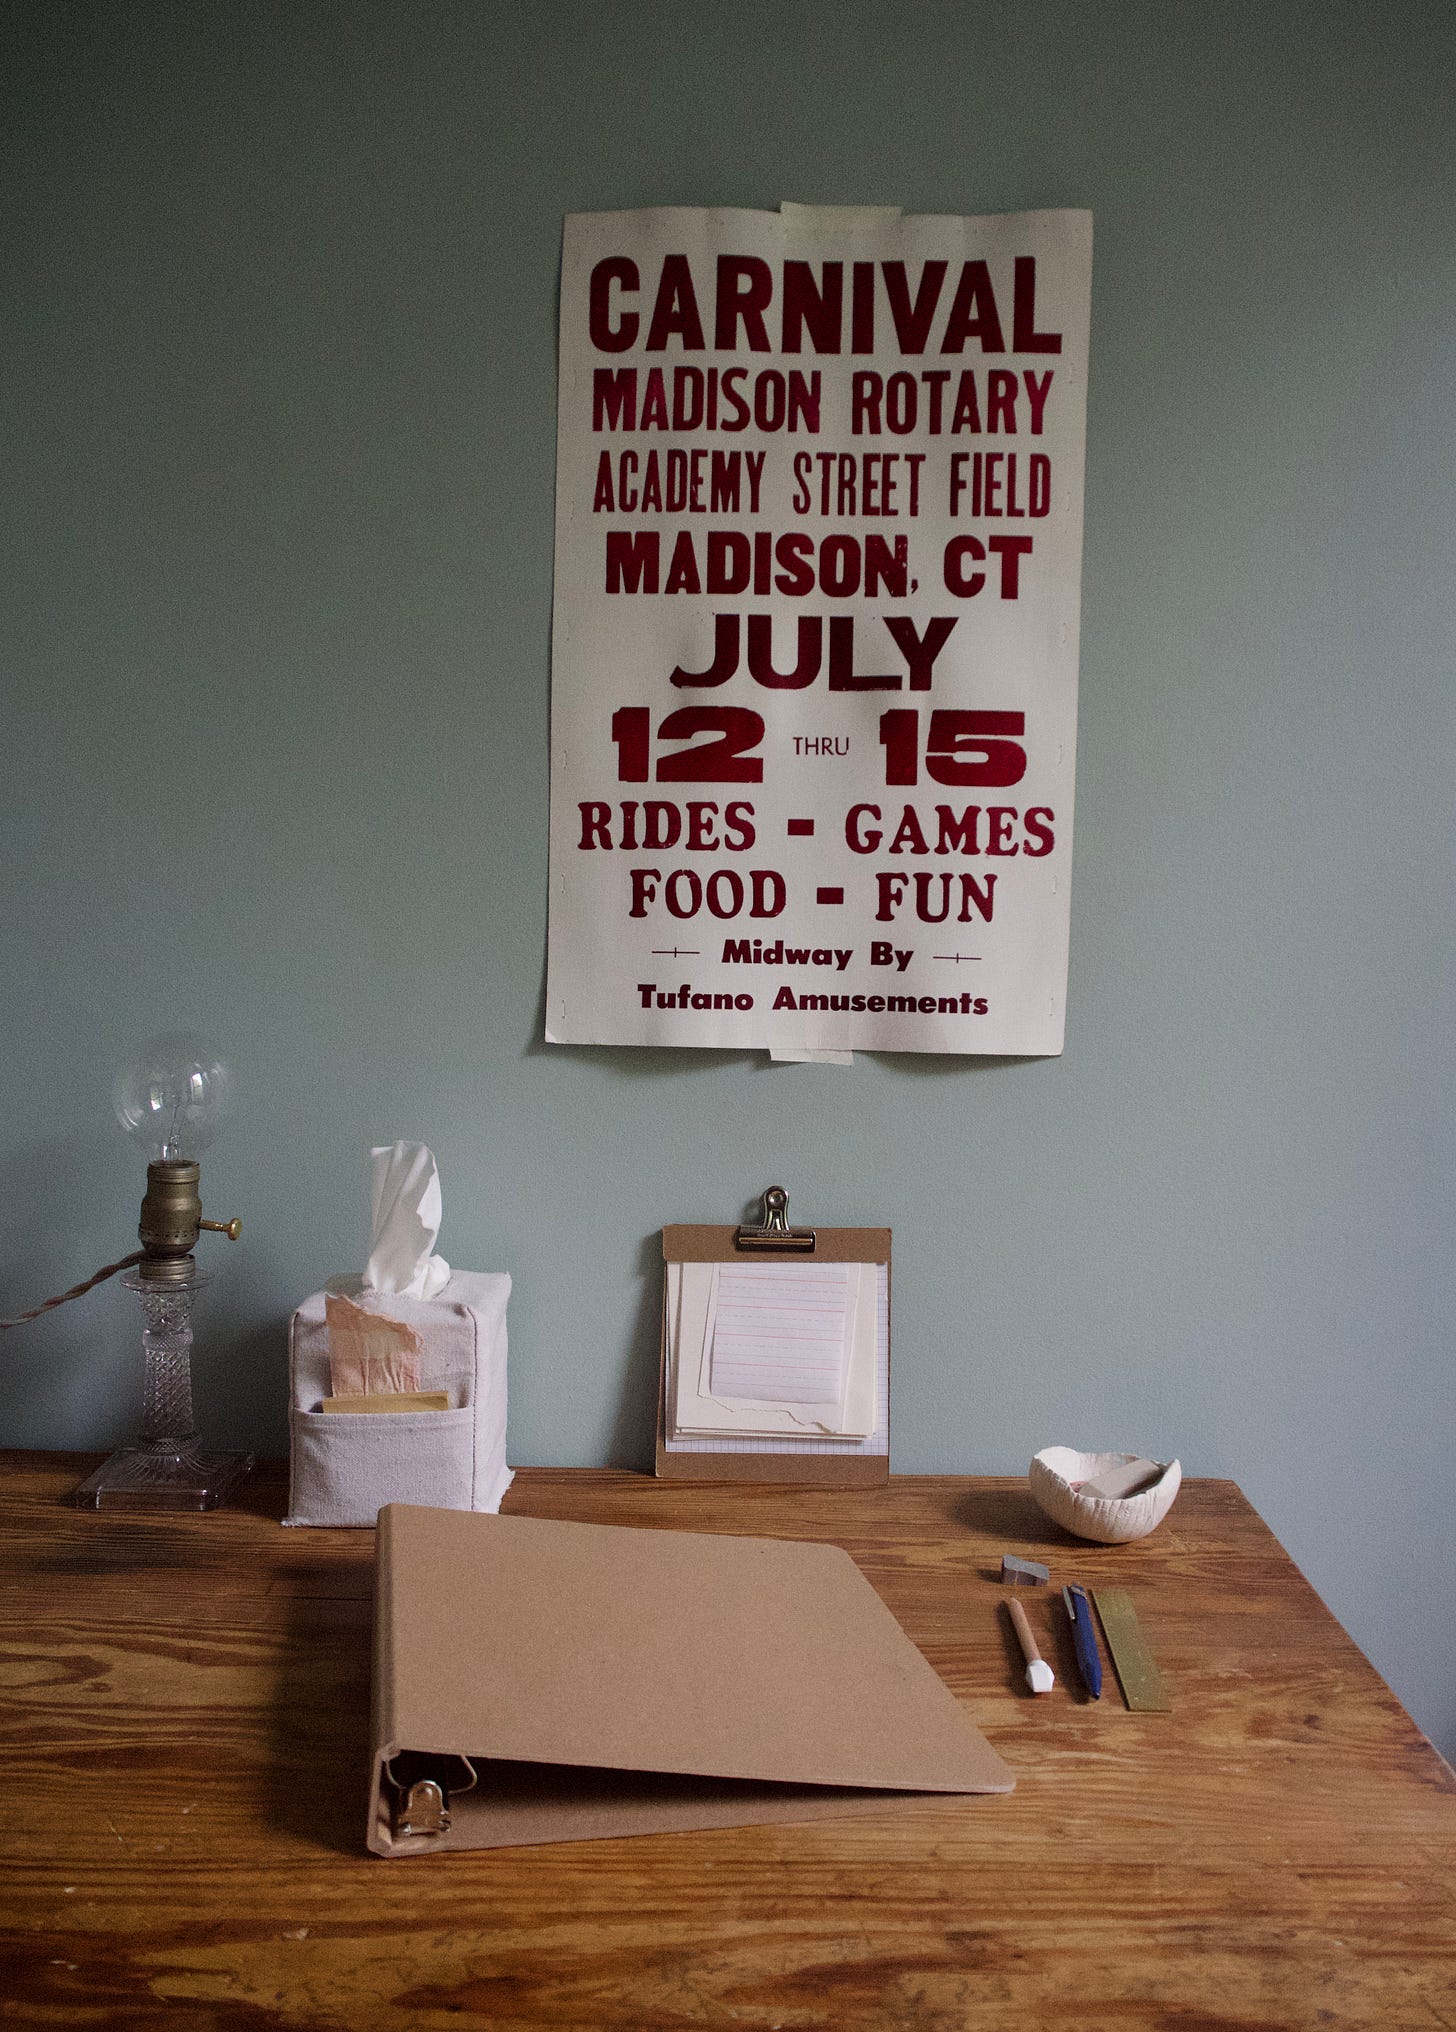 CARNIVAL
MADISON ROTARY
ACADEMY STREET FIELD
MADISON, CT
JULY
12 THRU 15
RIDES - GAMES
FOOD - FUN
Midway By
Tufano Amusements